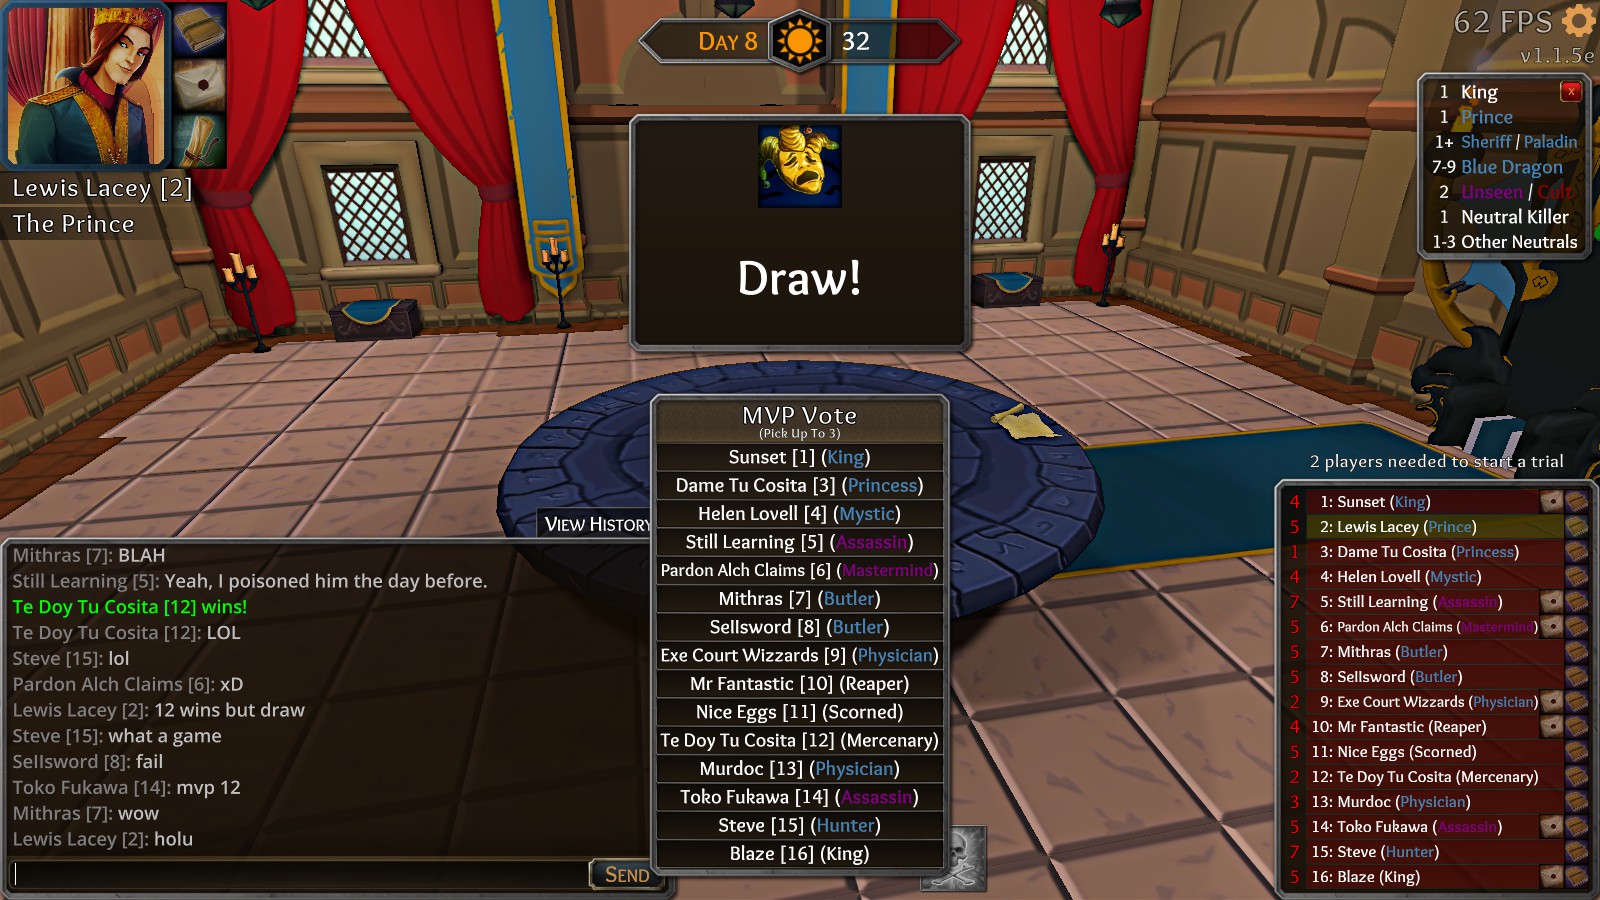 DAY 8 32
62 FPS
v1.1.5e
Lewis Lacey [2]
The Prince
1 King x
1 Prince
1+ Sheriff / Paladin
7-9 Blue Dragon
2 Unseen / Cult
1 Neutral Killer
1-3 Other Neutrals
Draw!
MVP Vote
(Pick Up To 3)
Sunset [1] (King)
Dame Tu Cosita [3] (Princess)
Helen Lovell [4] (Mystic)
Still Learning [5] (Assassin)
Pardon Alch Claims [6] (Mastermind)
Mithras [7] (Butler)
Sellsword [8] (Butler)
Exe Court Wizzards [9] (Physician)
Mr Fantastic [10] (Reaper)
Nice Eggs [11] (Scorned)
Te Doy Tu Cosita [12] (Mercenary)
Murdoc [13] (Physician)
Toko Fukawa [14] (Assassin)
Steve [15] (Hunter)
Blaze [16] (King)
VIEW HISTORY
Mithras [7]: BLAH
Still Learning [5]: Yeah, I poisoned him the day before.
Te Doy Tu Cosita [12] wins!
Te Doy Tu Cosita [12]: LOL
Steve [15]: lol
Pardon Alch Claims [6]: xD
Lewis Lacey [2]: 12 wins but draw
Steve [15]: what a game
Sellsword [8]: fail
Toko Fukawa [14]: mvp 12
Mithras [7]: wow
Lewis Lacey [2]: holu
SEND
2 players needed to start a trial
4 1: Sunset (King)
5 2: Lewis Lacey (Prince)
1 3: Dame Tu Cosita (Princess)
4 4: Helen Lovell (Mystic)
7 5: Still Learning (Assassin)
5 6: Pardon Alch Claims (Mastermind)
5 7: Mithras (Butler)
5 8: Sellsword (Butler)
2 9: Exe Court Wizzards (Physician)
4 10: Mr Fantastic (Reaper)
5 11: Nice Eggs (Scorned)
2 12: Te Doy Tu Cosita (Mercenary)
3 13: Murdoc (Physician)
5 14: Toko Fukawa (Assassin)
7 15: Steve (Hunter)
5 16: Blaze (King)